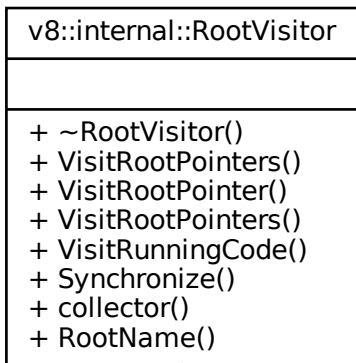 v8::internal::RootVisitor
+ ~RootVisitor()
+ VisitRootPointers()
+ VisitRootPointer()
+ VisitRootPointers()
+ VisitRunningCode()
+ Synchronize()
+ collector()
+ RootName()